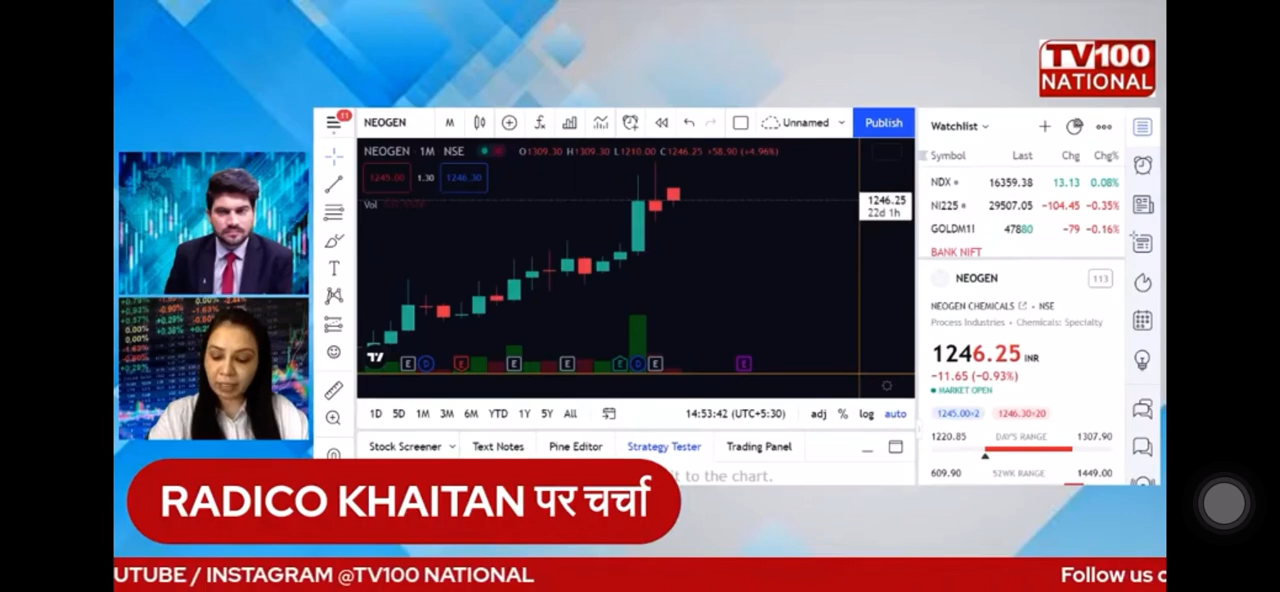 TV100
NATIONAL
11
NEOGEN
M
Unnamed
Publish
NEOGEN · 1M NSE
O1309.30 H1309.30 L1210.00 C1246.25 +58.90 (+4.96%)
1245.00
1.30
1246.30
Vol
1246.25
22d 1h
E
D
E
E
E
E
D
E
E
1D 5D 1M 3M 6M YTD 1Y 5Y All
14:53:42 (UTC+5:30)
adj % log auto
Stock Screener
Text Notes
Pine Editor
Strategy Tester
Trading Panel
it to the chart.
Watchlist
Symbol Last Chg Chg%
NDX 16359.38 13.13 0.08%
NI225 29507.05 −104.45 −0.35%
GOLDM1! 47880 −79 −0.16%
BANK NIFT
NEOGEN
113
NEOGEN CHEMICALS • NSE
Process Industries • Chemicals: Specialty
1246.25 INR
−11.65 (−0.93%)
MARKET OPEN
1245.00×2 1246.30×20
1220.85 DAY'S RANGE 1307.90
609.90 52WK RANGE 1449.00
RADICO KHAITAN पर चर्चा
UTUBE / INSTAGRAM @TV100 NATIONAL
Follow us